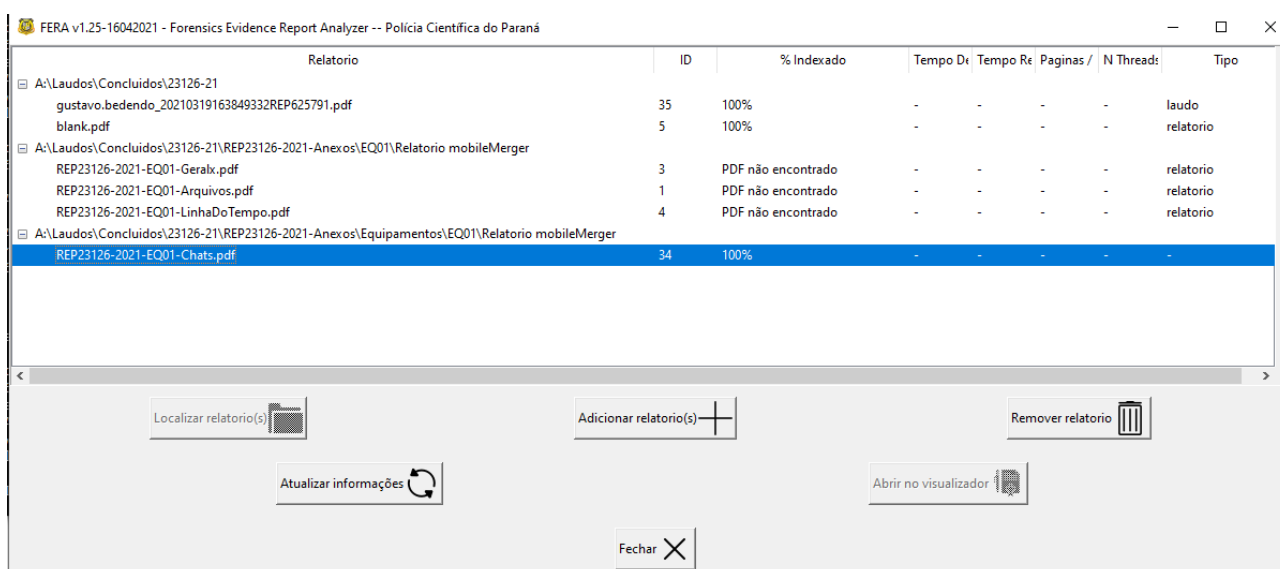 FERA v1.25-16042021 - Forensics Evidence Report Analyzer -- Polícia Científica do Paraná
Relatorio ID % Indexado Tempo De Tempo Re Paginas / N Threads Tipo
A:\Laudos\Concluidos\23126-21
gustavo.bedendo_20210319163849332REP625791.pdf 35 100% - - - - laudo
blank.pdf 5 100% - - - - relatorio
A:\Laudos\Concluidos\23126-21\REP23126-2021-Anexos\EQ01\Relatorio mobileMerger
REP23126-2021-EQ01-Geralx.pdf 3 PDF não encontrado - - - - relatorio
REP23126-2021-EQ01-Arquivos.pdf 1 PDF não encontrado - - - - relatorio
REP23126-2021-EQ01-LinhaDoTempo.pdf 4 PDF não encontrado - - - - relatorio
A:\Laudos\Concluidos\23126-21\REP23126-2021-Anexos\Equipamentos\EQ01\Relatorio mobileMerger
REP23126-2021-EQ01-Chats.pdf 34 100% - - - - -
Localizar relatorio(s) Adicionar relatorio(s) Remover relatorio
Atualizar informações Abrir no visualizador
Fechar